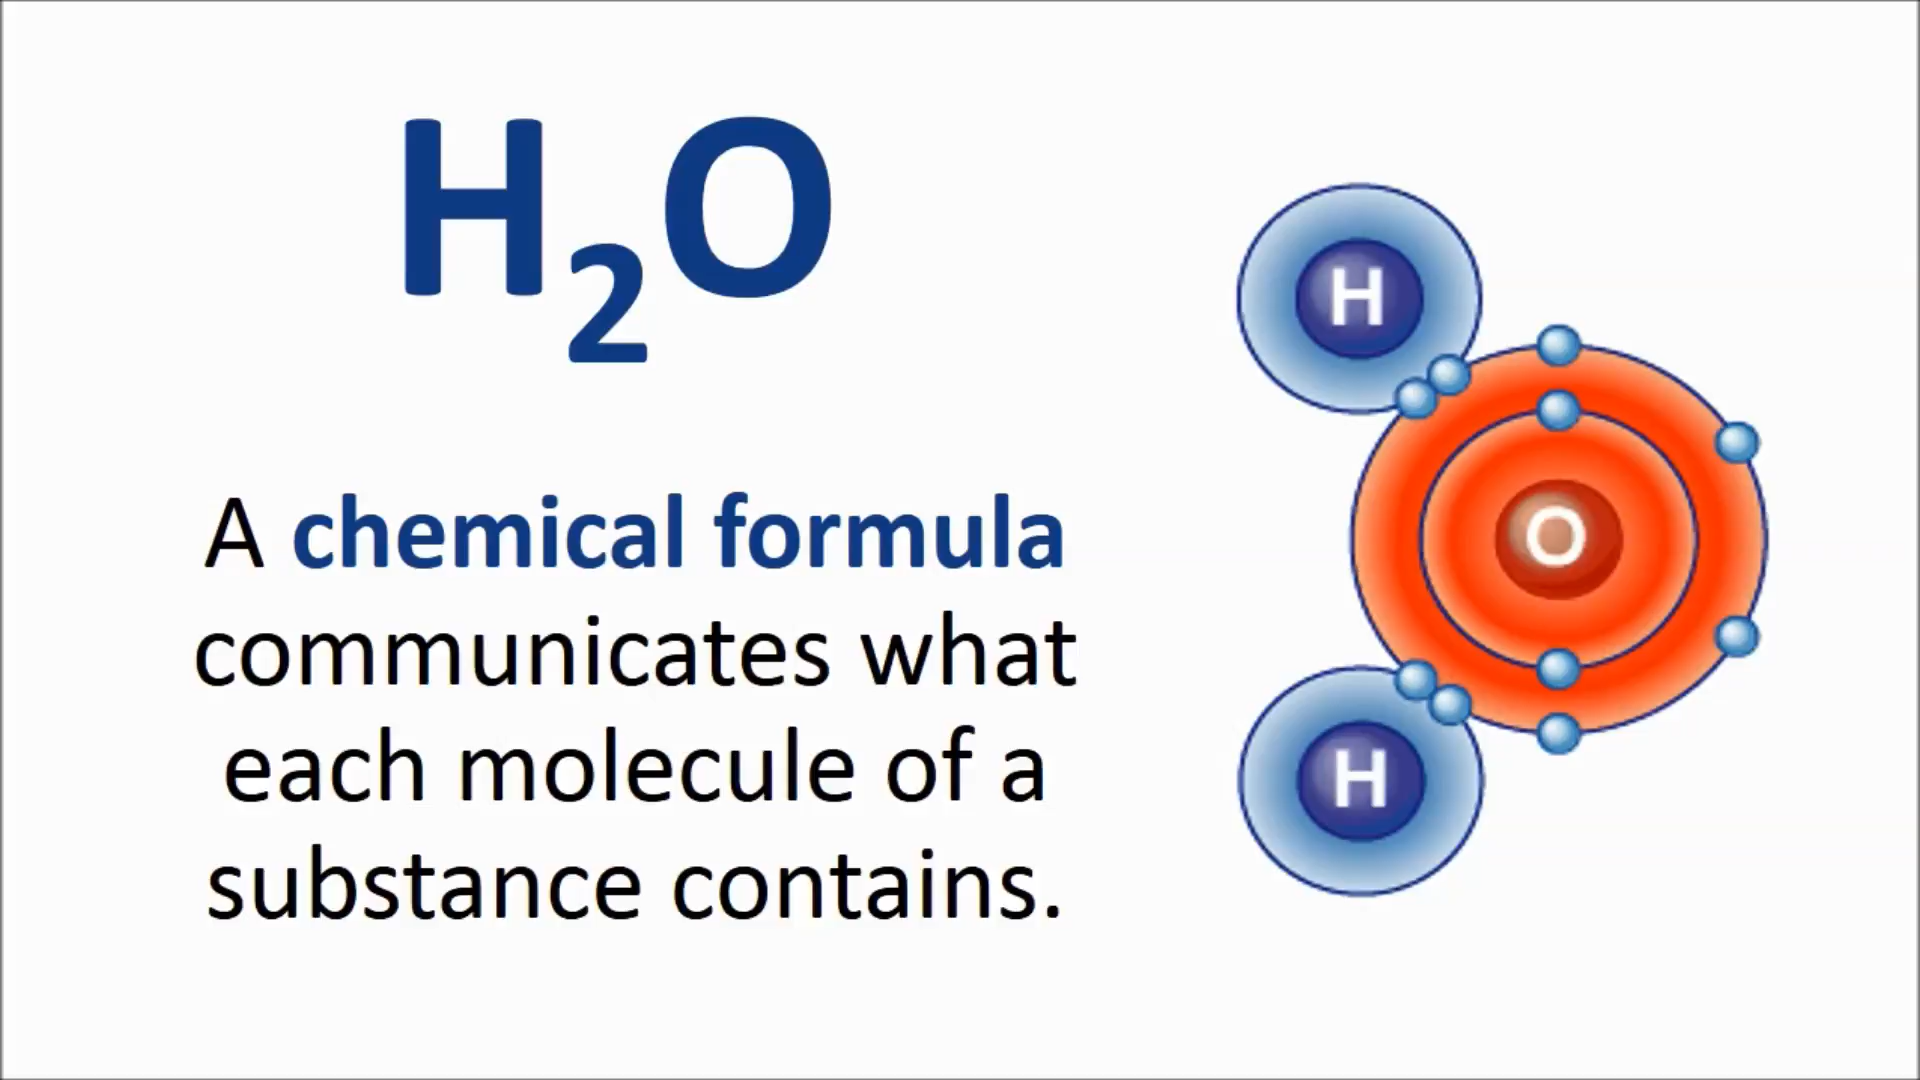 H₂O
A chemical formula
communicates what
each molecule of a
substance contains.
H
O
H